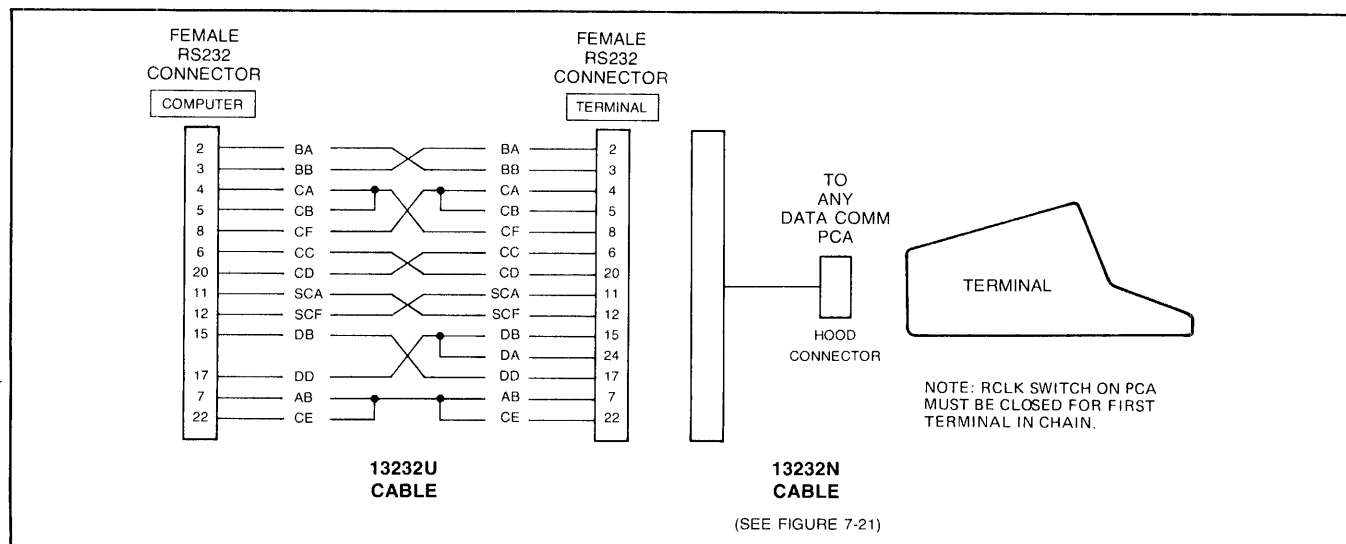 FEMALE
RS232
CONNECTOR
COMPUTER
FEMALE
RS232
CONNECTOR
TERMINAL
2 BA BA 2
3 BB BB 3
4 CA CA 4
5 CB CB 5
8 CF CF 8
6 CC CC 6
20 CD CD 20
11 SCA SCA 11
12 SCF SCF 12
15 DB DB 15
DA 24
17 DD DD 17
7 AB AB 7
22 CE CE 22
13232U
CABLE
TO
ANY
DATA COMM
PCA
HOOD
CONNECTOR
TERMINAL
NOTE: RCLK SWITCH ON PCA
MUST BE CLOSED FOR FIRST
TERMINAL IN CHAIN.
13232N
CABLE
(SEE FIGURE 7-21)